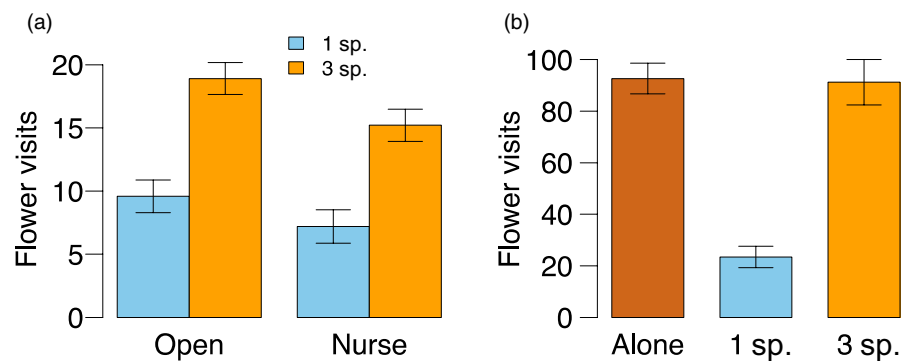 (a)
1 sp.
3 sp.
Flower visits
20
15
10
5
0
Open Nurse
(b)
Flower visits
100
80
60
40
20
0
Alone 1 sp. 3 sp.